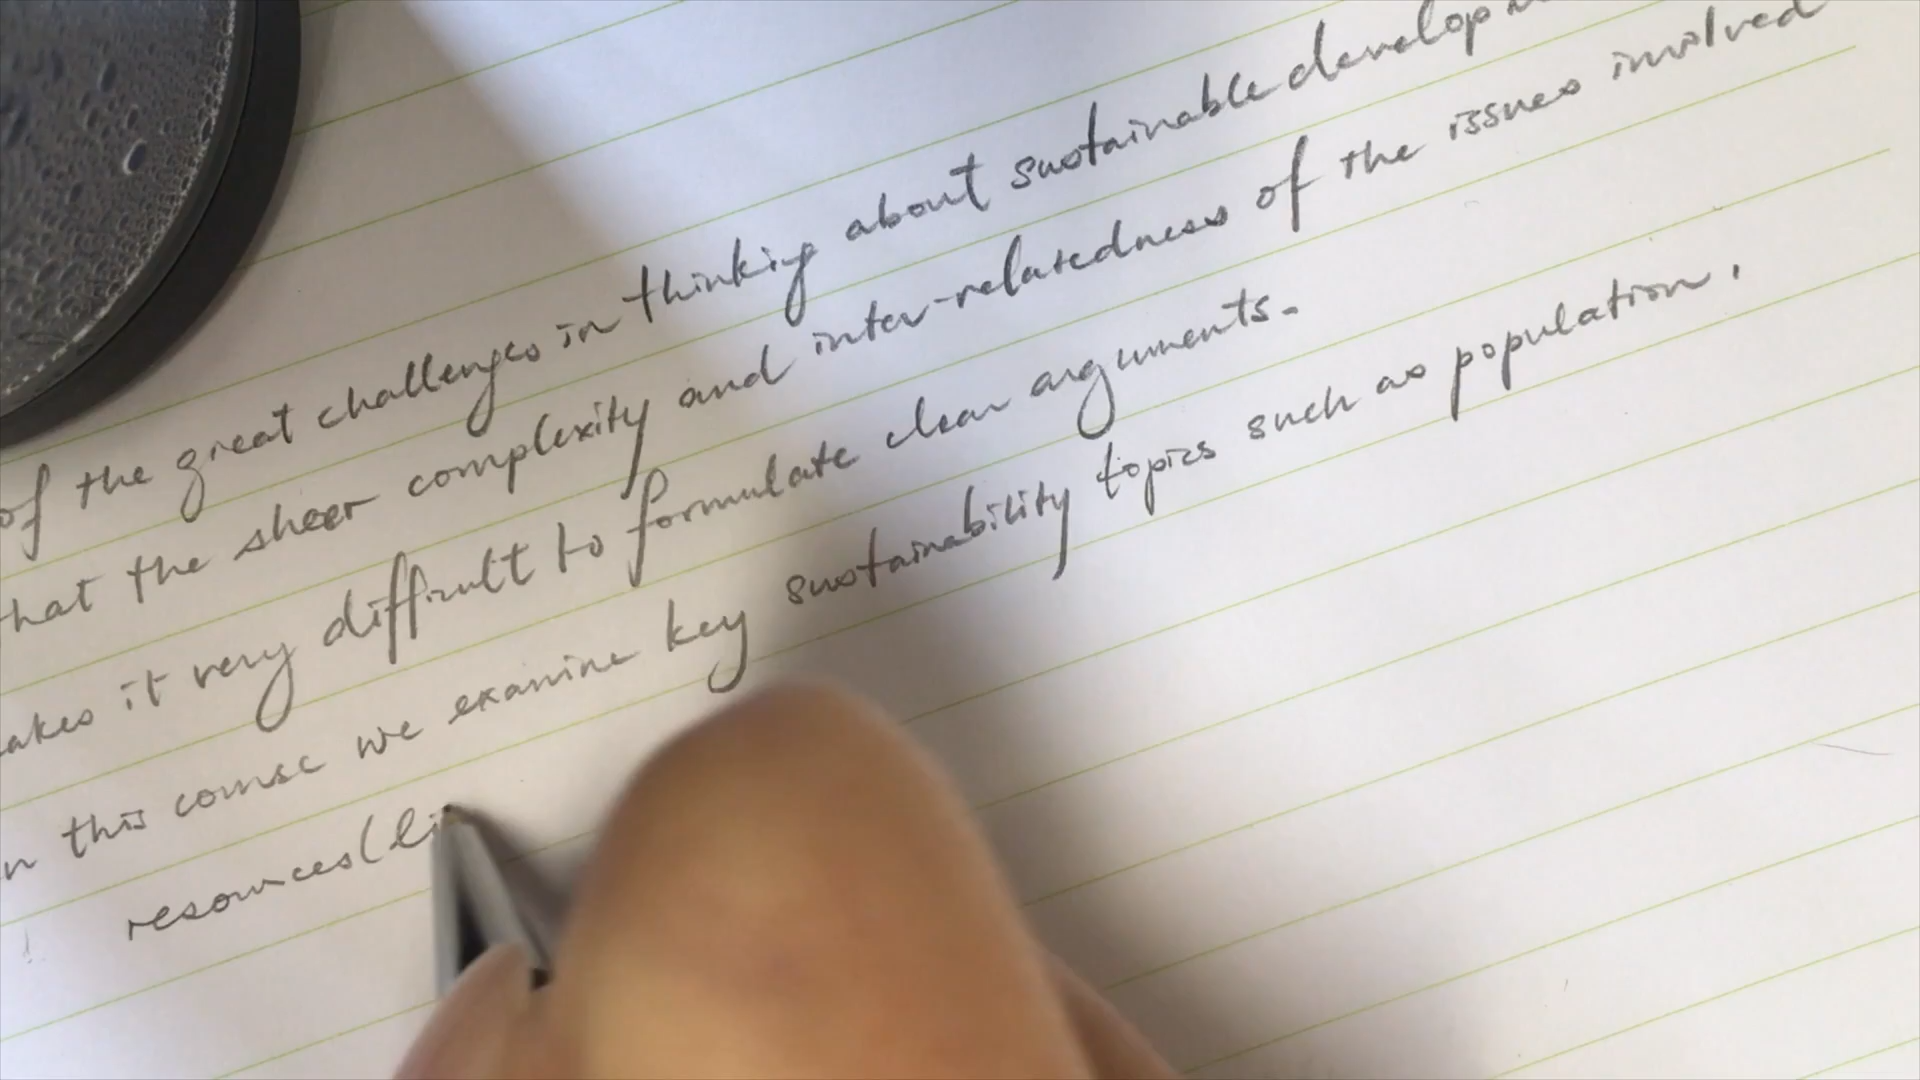 of the great challenges in thinking about sustainable develop
that the sheer complexity and inter-relatedness of the issues involved
akes it very difficult to formulate clear arguments.
n this course we examine key sustainability topics such as population,
resources (li